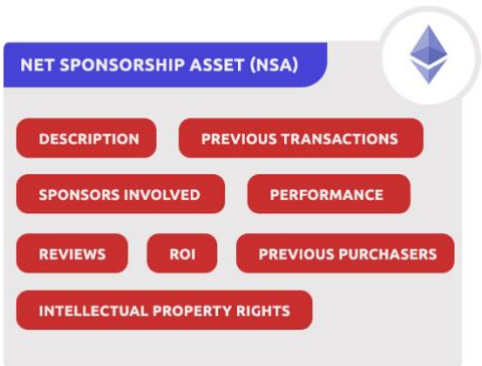 NET SPONSORSHIP ASSET (NSA)
DESCRIPTION
PREVIOUS TRANSACTIONS
SPONSORS INVOLVED
PERFORMANCE
REVIEWS
ROI
PREVIOUS PURCHASERS
INTELLECTUAL PROPERTY RIGHTS